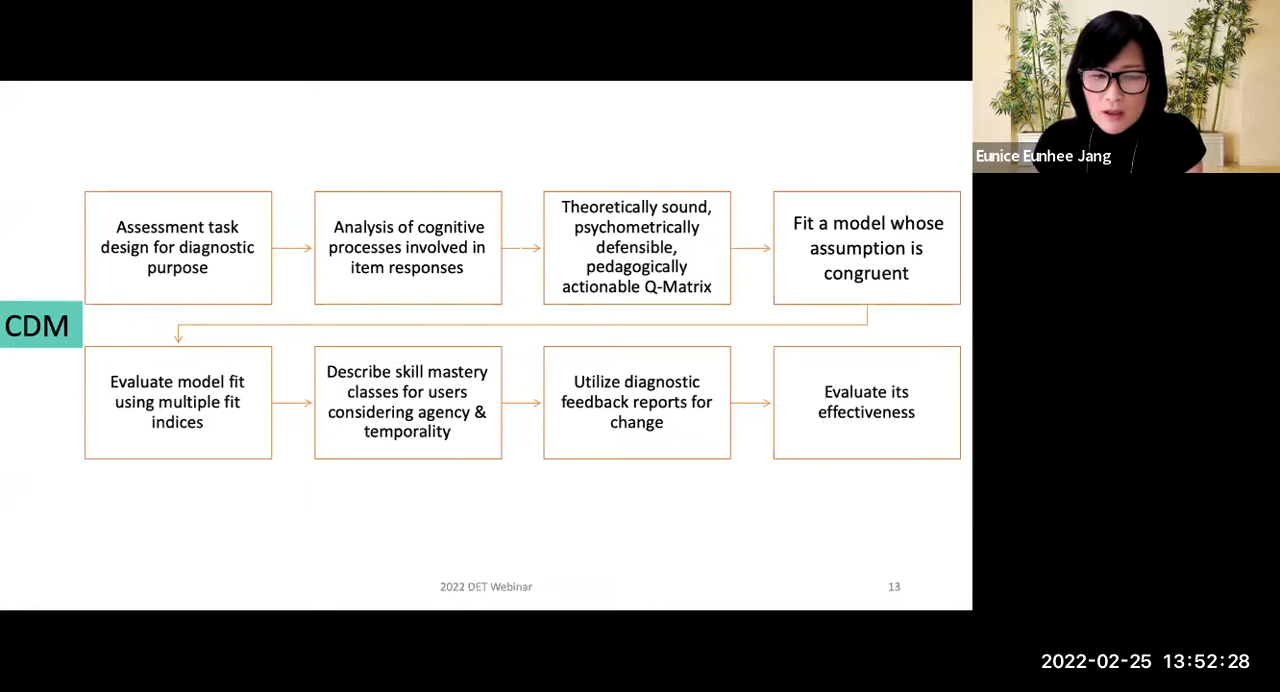 Eunice Eunhee Jang
Assessment task
design for diagnostic
purpose
Analysis of cognitive
processes involved in
item responses
Theoretically sound,
psychometrically
defensible,
pedagogically
actionable Q-Matrix
Fit a model whose
assumption is
congruent
CDM
Evaluate model fit
using multiple fit
indices
Describe skill mastery
classes for users
considering agency &
temporality
Utilize diagnostic
feedback reports for
change
Evaluate its
effectiveness
2022 DET Webinar
13
2022-02-25 13:52:28